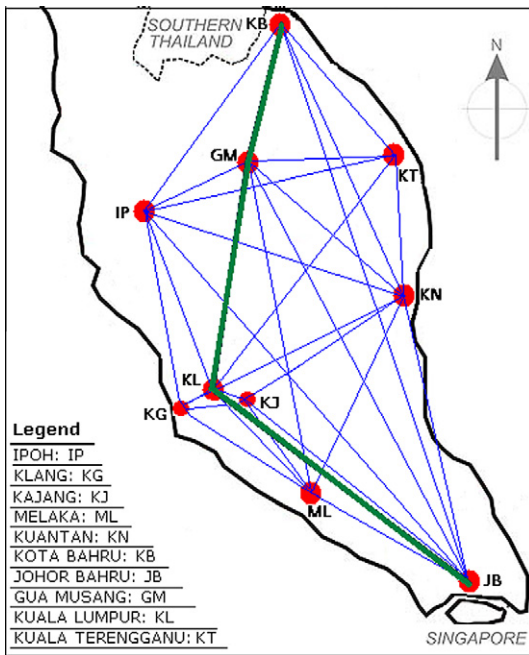 SOUTHERN
THAILAND
KB
N
GM
KT
IP
KN
KL
KJ
KG
ML
JB
SINGAPORE
Legend
IPOH: IP
KLANG: KG
KAJANG: KJ
MELAKA: ML
KUANTAN: KN
KOTA BAHRU: KB
JOHOR BAHRU: JB
GUA MUSANG: GM
KUALA LUMPUR: KL
KUALA TERENGGANU: KT